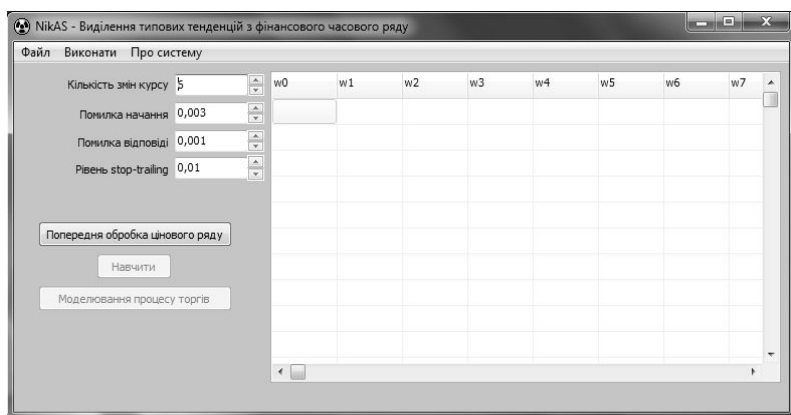 NikAS - Виділення типових тенденцій з фінансового часового ряду
Файл Виконати Про систему
Кількість змін курсу 5
Помилка начання 0,003
Помилка відповіді 0,001
Рівень stop-trailing 0,01
w0 w1 w2 w3 w4 w5 w6 w7
Попередня обробка цінового ряду
Навчити
Моделювання процесу торгів